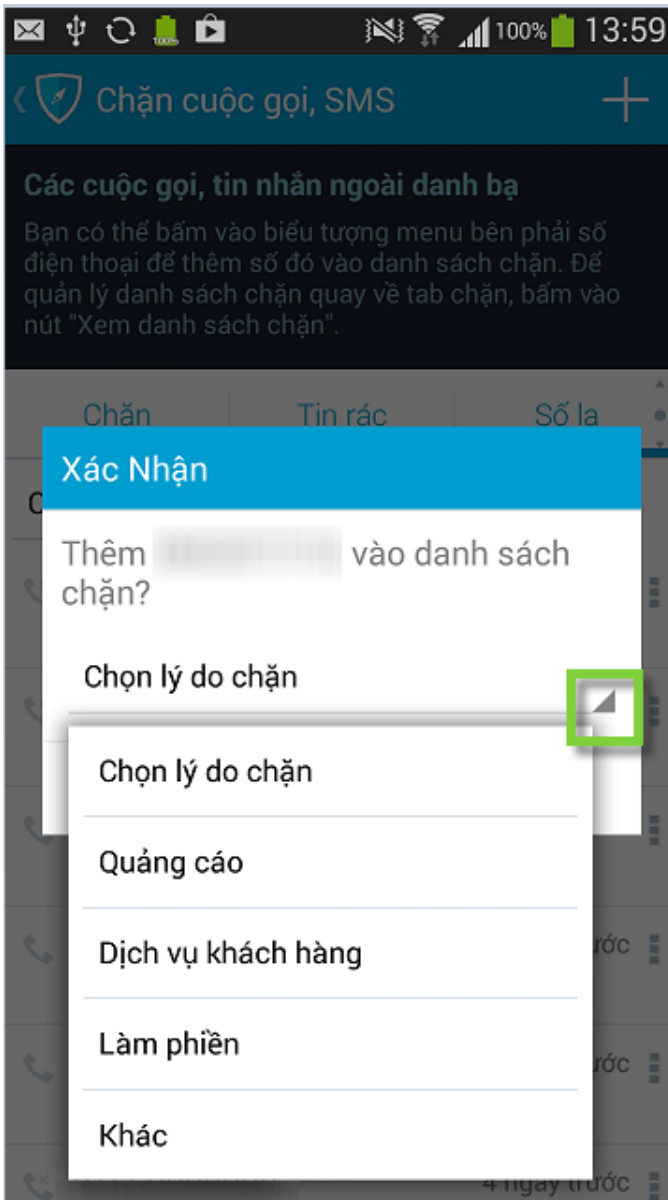 100% 13:59
Chặn cuộc gọi, SMS
Các cuộc gọi, tin nhắn ngoài danh bạ
Bạn có thể bấm vào biểu tượng menu bên phải số
điện thoại để thêm số đó vào danh sách chặn. Để
quản lý danh sách chặn quay về tab chặn, bấm vào
nút "Xem danh sách chặn".
Chặn Tin rác Số lạ
Xác Nhận
Thêm vào danh sách
chặn?
Chọn lý do chặn
Chọn lý do chặn
Quảng cáo
Dịch vụ khách hàng
Làm phiền
Khác
4 ngày trước